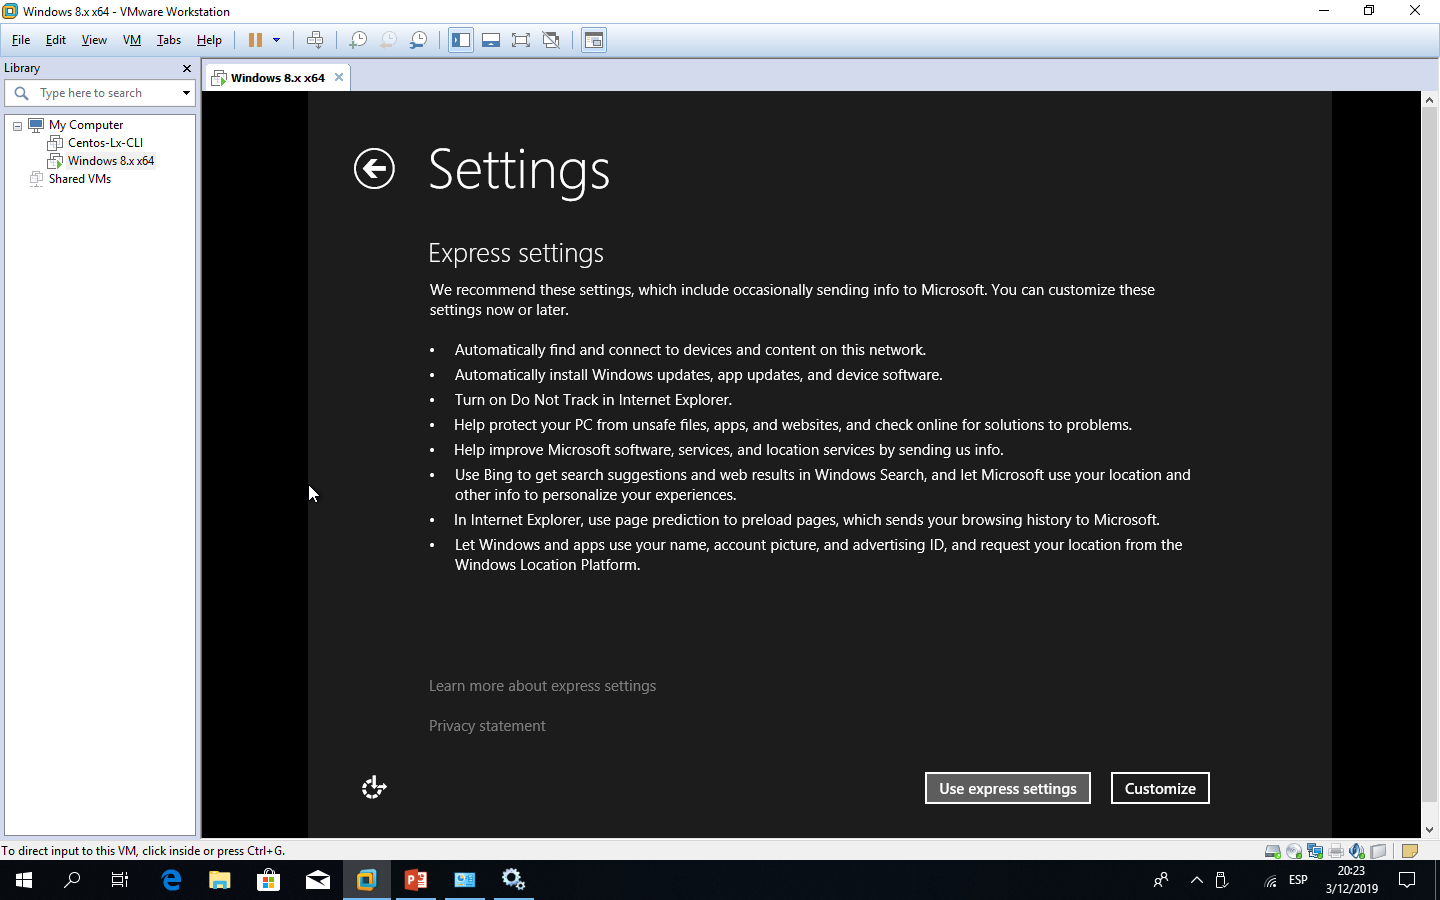 Windows 8.x x64 - VMware Workstation
File Edit View VM Tabs Help
Library
Type here to search
My Computer
Centos-Lx-CLI
Windows 8.x x64
Shared VMs
Windows 8.x x64
Settings
Express settings
We recommend these settings, which include occasionally sending info to Microsoft. You can customize these
settings now or later.
• Automatically find and connect to devices and content on this network.
• Automatically install Windows updates, app updates, and device software.
• Turn on Do Not Track in Internet Explorer.
• Help protect your PC from unsafe files, apps, and websites, and check online for solutions to problems.
• Help improve Microsoft software, services, and location services by sending us info.
• Use Bing to get search suggestions and web results in Windows Search, and let Microsoft use your location and
other info to personalize your experiences.
• In Internet Explorer, use page prediction to preload pages, which sends your browsing history to Microsoft.
• Let Windows and apps use your name, account picture, and advertising ID, and request your location from the
Windows Location Platform.
Learn more about express settings
Privacy statement
Use express settings
Customize
To direct input to this VM, click inside or press Ctrl+G.
ESP
20:23
3/12/2019